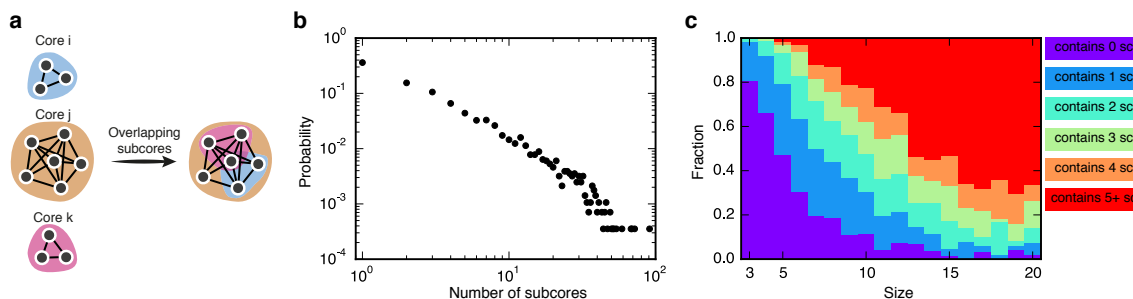 a
Core i
Core j
Overlapping
subcores
Core k
b
Probability
10^0
10^-1
10^-2
10^-3
10^-4
10^0
10^1
10^2
Number of subcores
c
Fraction
1.0
0.8
0.6
0.4
0.2
0.0
3
5
10
15
20
Size
contains 0 sc
contains 1 sc
contains 2 sc
contains 3 sc
contains 4 sc
contains 5+ sc